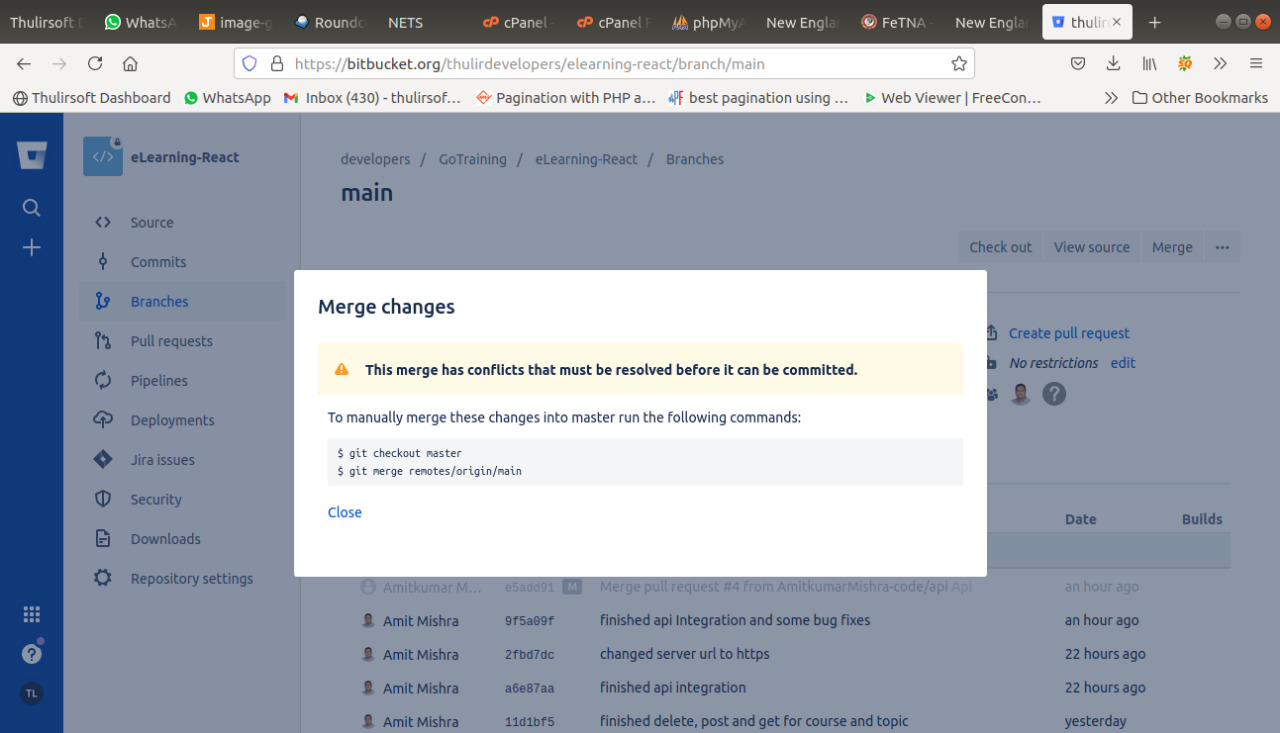 Thulirsoft D
WhatsA
image-g
Roundc
NETS
cPanel -
cPanel F
phpMyA
New Engla
FeTNA -
New Engla
thulir
https://bitbucket.org/thulirdevelopers/elearning-react/branch/main
Thulirsoft Dashboard
WhatsApp
Inbox (430) - thulirsof…
Pagination with PHP a…
best pagination using …
Web Viewer | FreeCon…
Other Bookmarks
eLearning-React
Source
Commits
Branches
Pull requests
Pipelines
Deployments
Jira issues
Security
Downloads
Repository settings
TL
developers / GoTraining / eLearning-React / Branches
main
Check out View source Merge
Create pull request
No restrictions edit
Merge changes
This merge has conflicts that must be resolved before it can be committed.
To manually merge these changes into master run the following commands:
$ git checkout master
$ git merge remotes/origin/main
Close
Date Builds
Amitkumar M... e5add91 M Merge pull request #4 from AmitkumarMishra-code/api Api an hour ago
Amit Mishra 9f5a09f finished api Integration and some bug fixes an hour ago
Amit Mishra 2fbd7dc changed server url to https 22 hours ago
Amit Mishra a6e87aa finished api integration 22 hours ago
Amit Mishra 11d1bf5 finished delete, post and get for course and topic yesterday